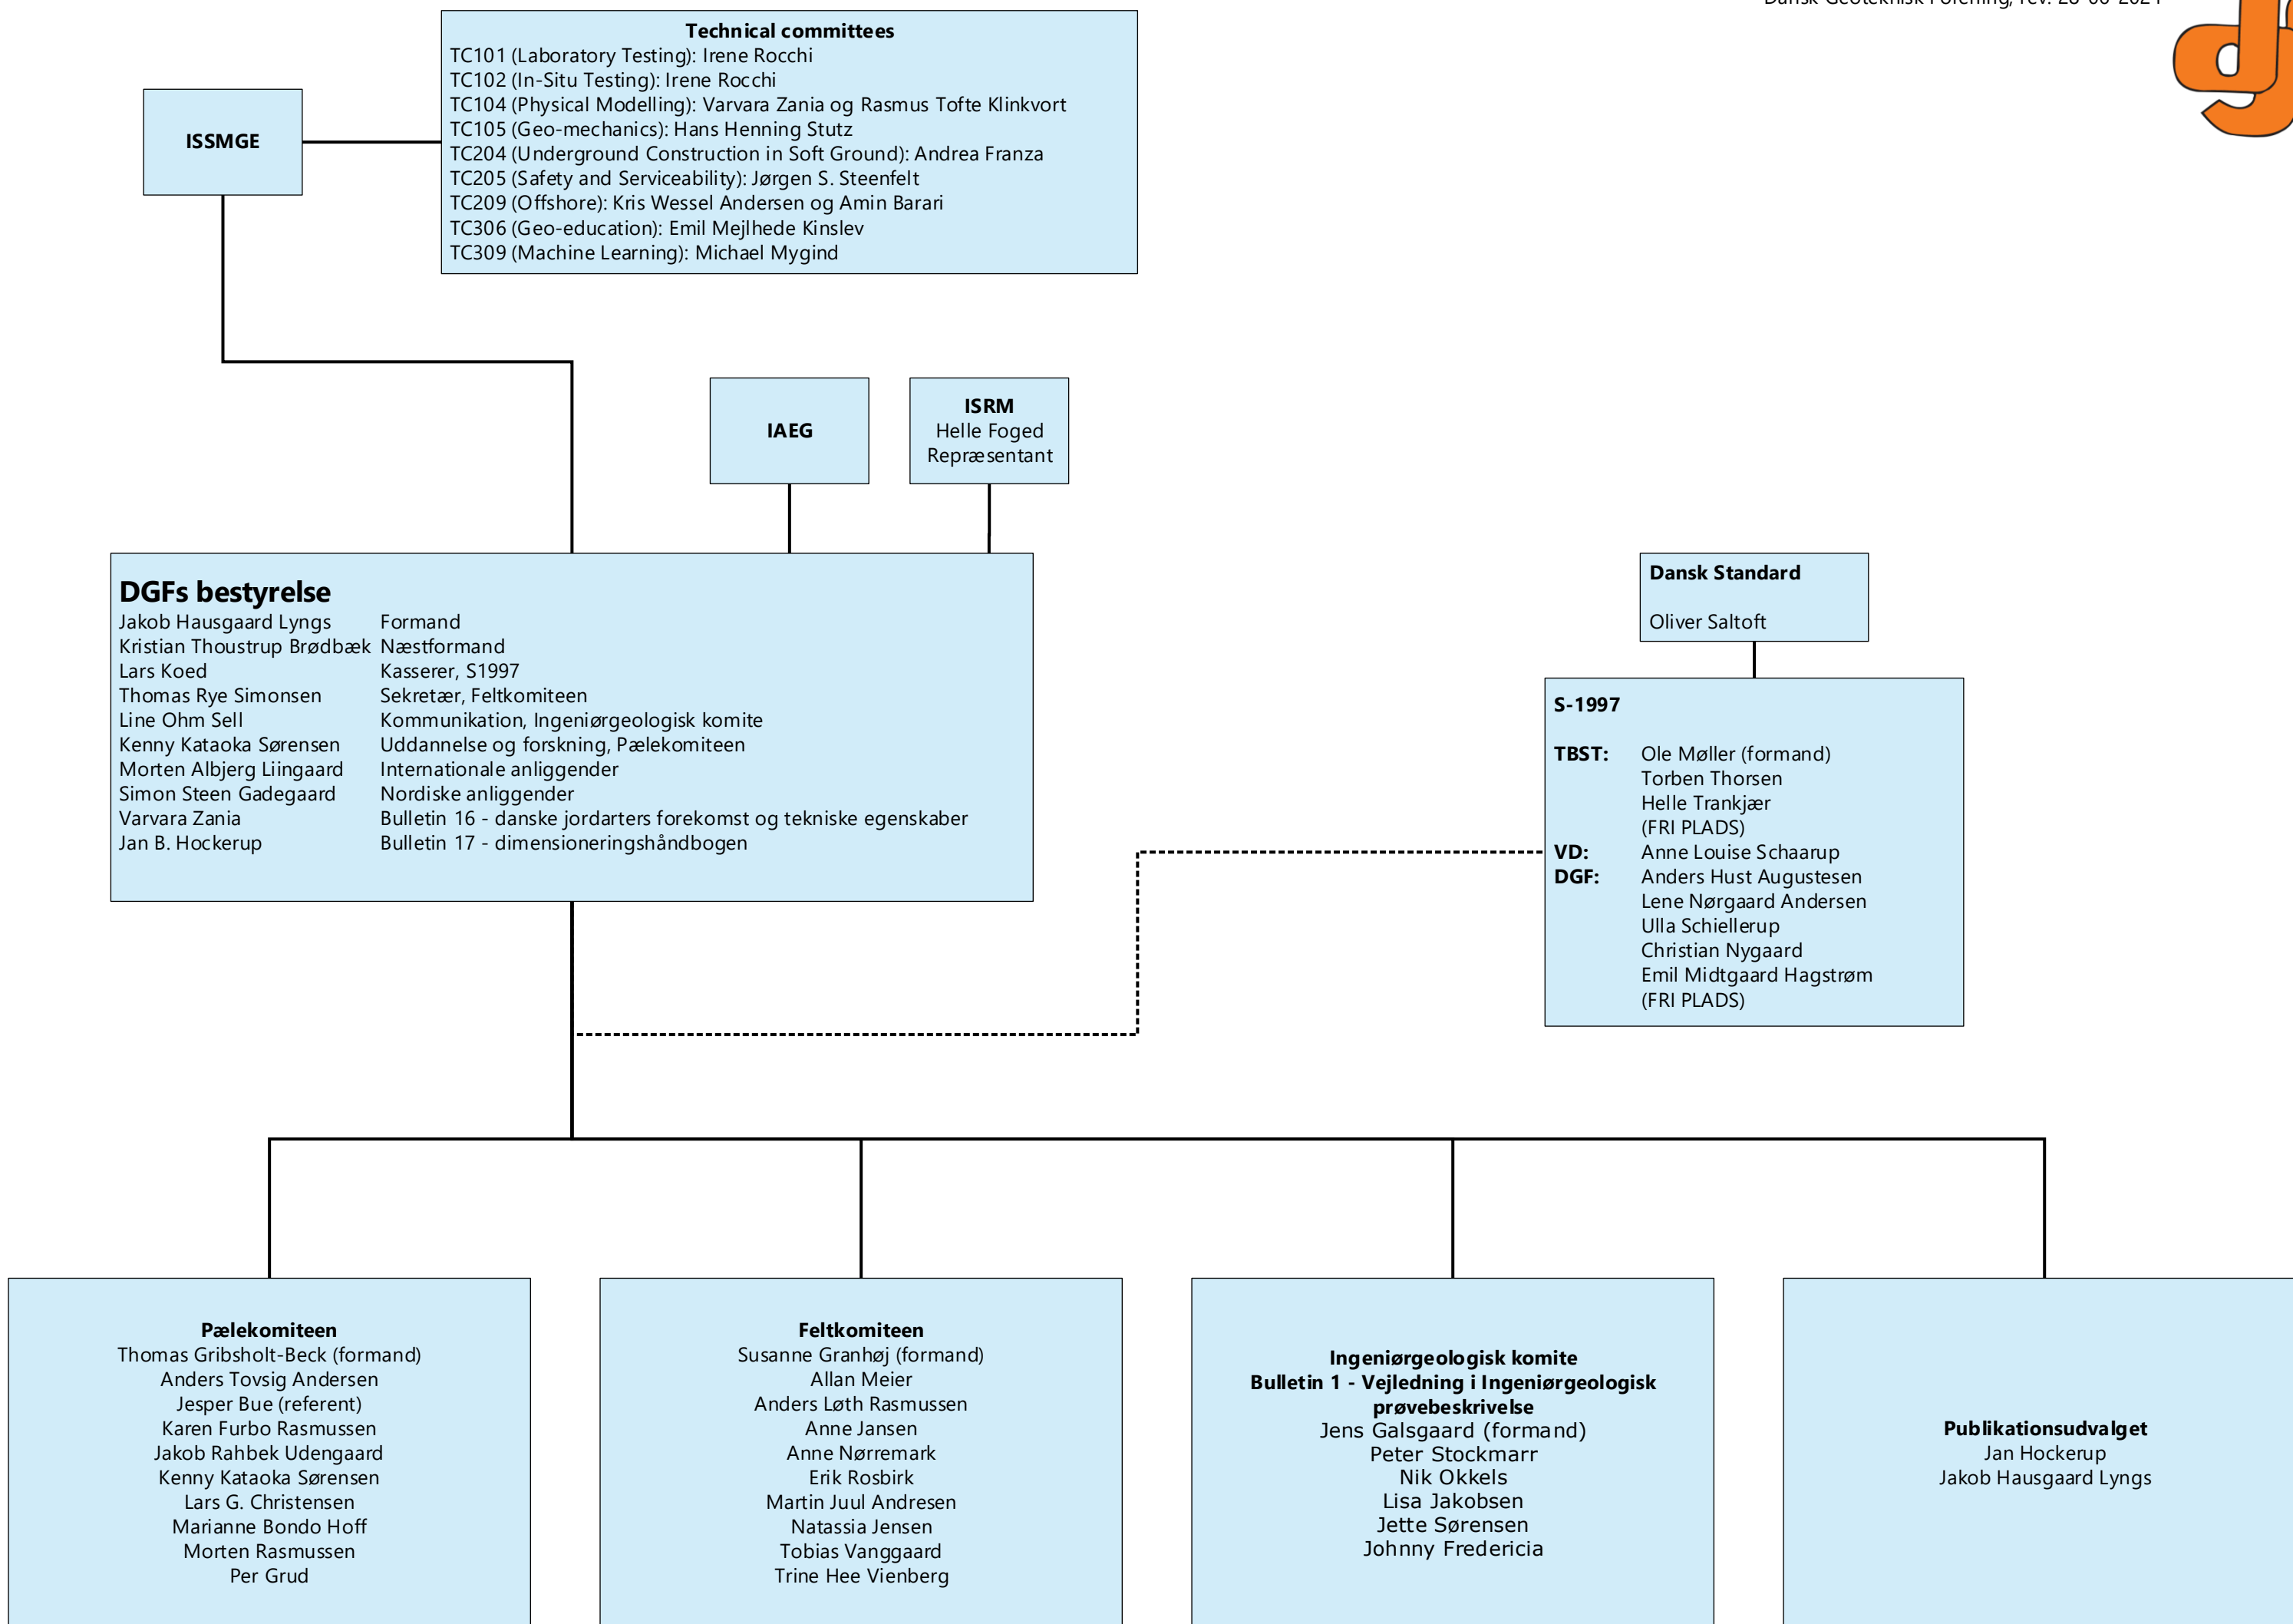 Dansk Geoteknisk Forening, rev.
Technical committees
TC101 (Laboratory Testing): Irene Rocchi
TC102 (In-Situ Testing): Irene Rocchi
TC104 (Physical Modelling): Varvara Zania og Rasmus Tofte Klinkvort
TC105 (Geo-mechanics): Hans Henning Stutz
TC204 (Underground Construction in Soft Ground): Andrea Franza
TC205 (Safety and Serviceability): Jørgen S. Steenfelt
TC209 (Offshore): Kris Wessel Andersen og Amin Barari
TC306 (Geo-education): Emil Mejlhede Kinslev
TC309 (Machine Learning): Michael Mygind
ISSMGE
IAEG
ISRM
Helle Foged
Repræsentant
DGFs bestyrelse
Jakob Hausgaard Lyngs Formand
Kristian Thoustrup Brødbæk Næstformand
Lars Koed Kasserer, S1997
Thomas Rye Simonsen Sekretær, Feltkomiteen
Line Ohm Sell Kommunikation, Ingeniørgeologisk komite
Kenny Kataoka Sørensen Uddannelse og forskning, Pælekomiteen
Morten Albjerg Liingaard Internationale anliggender
Simon Steen Gadegaard Nordiske anliggender
Varvara Zania Bulletin 16 - danske jordarters forekomst og tekniske egenskaber
Jan B. Hockerup Bulletin 17 - dimensioneringshåndbogen
Dansk Standard
Oliver Saltoft
S-1997
TBST: Ole Møller (formand)
Torben Thorsen
Helle Trankjær
(FRI PLADS)
VD: Anne Louise Schaarup
DGF: Anders Hust Augustesen
Lene Nørgaard Andersen
Ulla Schiellerup
Christian Nygaard
Emil Midtgaard Hagstrøm
(FRI PLADS)
Pælekomiteen
Thomas Gribsholt-Beck (formand)
Anders Tovsig Andersen
Jesper Bue (referent)
Karen Furbo Rasmussen
Jakob Rahbek Udengaard
Kenny Kataoka Sørensen
Lars G. Christensen
Marianne Bondo Hoff
Morten Rasmussen
Per Grud
Feltkomiteen
Susanne Granhøj (formand)
Allan Meier
Anders Løth Rasmussen
Anne Jansen
Anne Nørremark
Erik Rosbirk
Martin Juul Andresen
Natassia Jensen
Tobias Vanggaard
Trine Hee Vienberg
Ingeniørgeologisk komite
Bulletin 1 - Vejledning i Ingeniørgeologisk
prøvebeskrivelse
Jens Galsgaard (formand)
Peter Stockmarr
Nik Okkels
Lisa Jakobsen
Jette Sørensen
Johnny Fredericia
Publikationsudvalget
Jan Hockerup
Jakob Hausgaard Lyngs